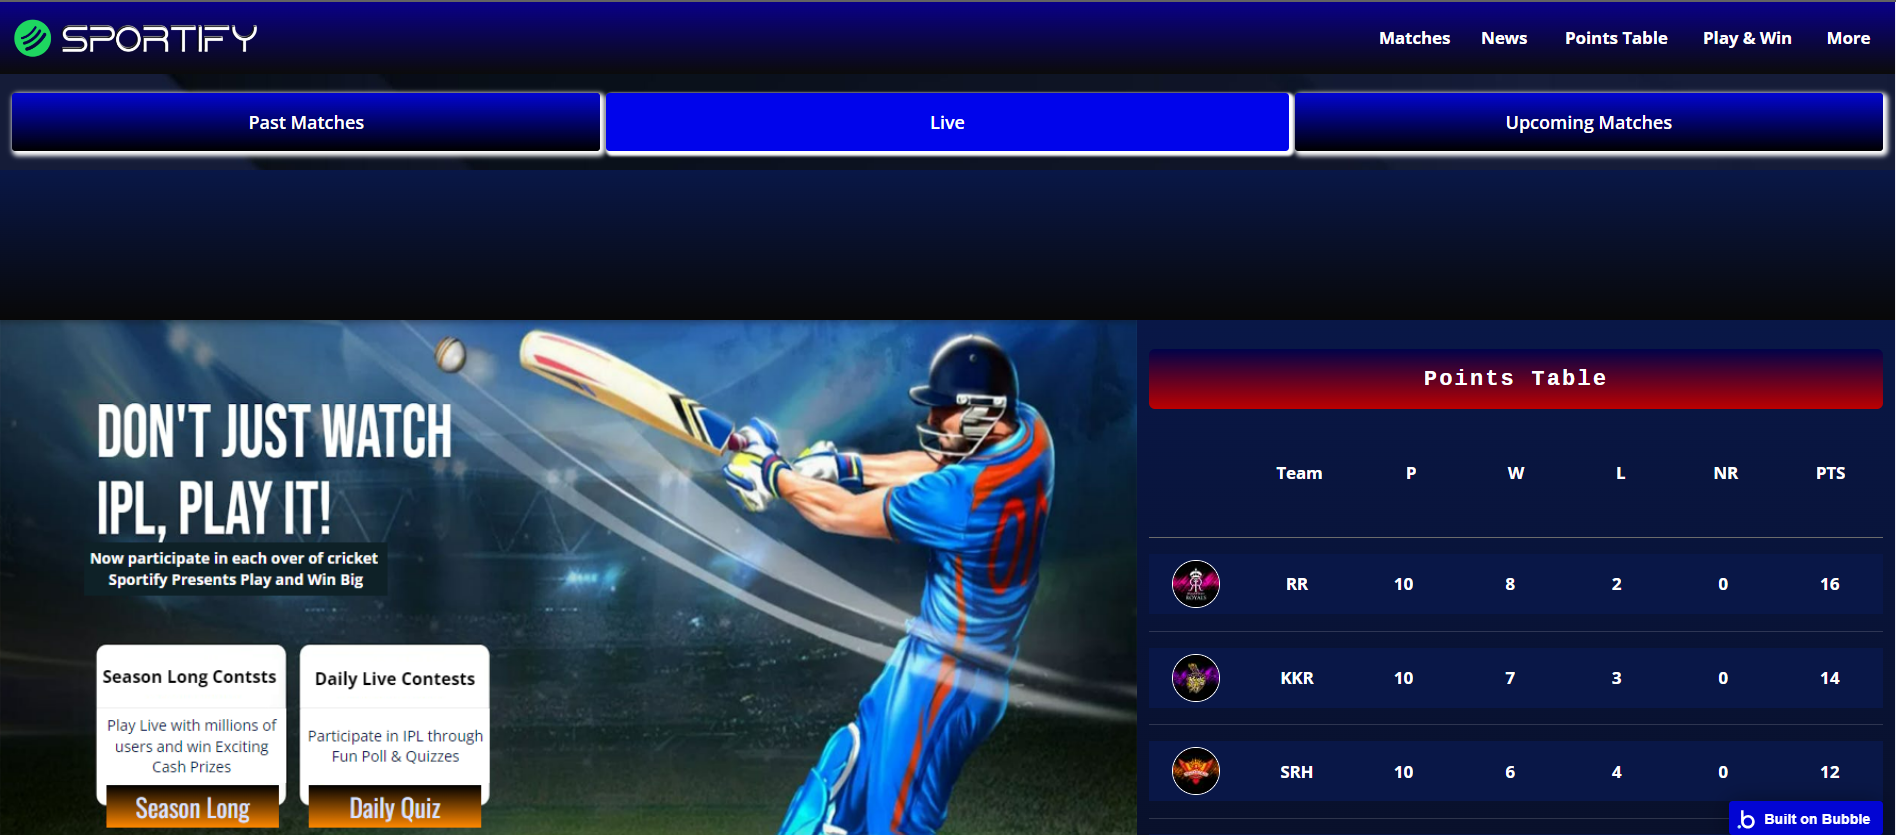 SPORTIFY
Matches News Points Table Play & Win More
Past Matches Live Upcoming Matches
DON'T JUST WATCH
IPL, PLAY IT!
Now participate in each over of cricket
Sportify Presents Play and Win Big
Season Long Contsts
Play Live with millions of
users and win Exciting
Cash Prizes
Season Long
Daily Live Contests
Participate in IPL through
Fun Poll & Quizzes
Daily Quiz
Points Table
Team P W L NR PTS
ROYALS
RR 10 8 2 0 16
KKR 10 7 3 0 14
SRH 10 6 4 0 12
Built on Bubble